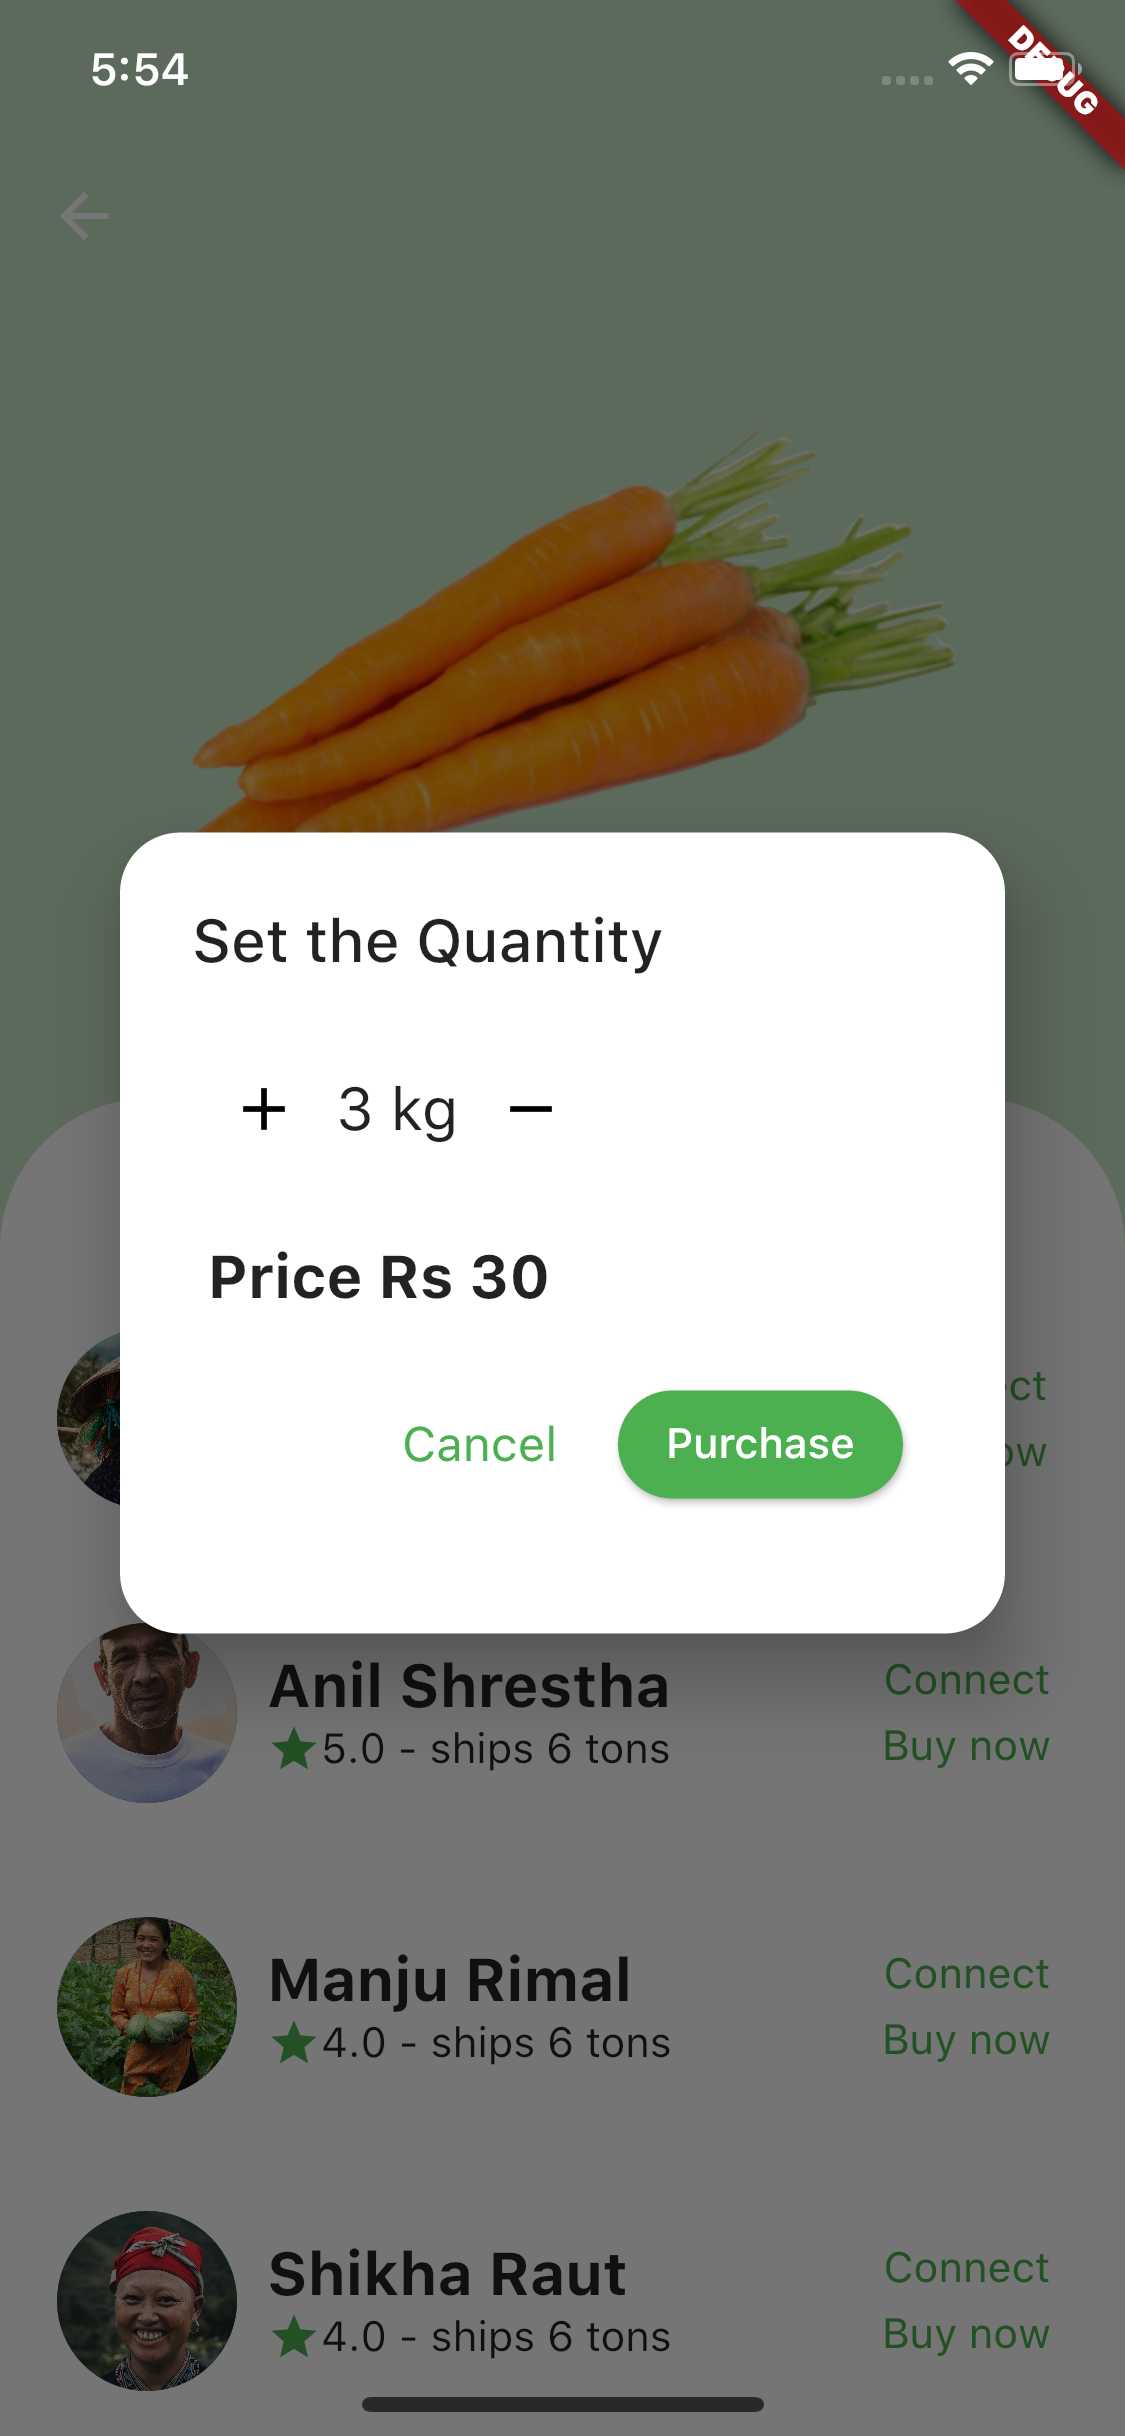 5:54
DEBUG
Set the Quantity
+ 3 kg −
Price Rs 30
ct
Cancel
Purchase
ow
Anil Shrestha
Connect
5.0 - ships 6 tons
Buy now
Manju Rimal
Connect
4.0 - ships 6 tons
Buy now
Shikha Raut
Connect
4.0 - ships 6 tons
Buy now